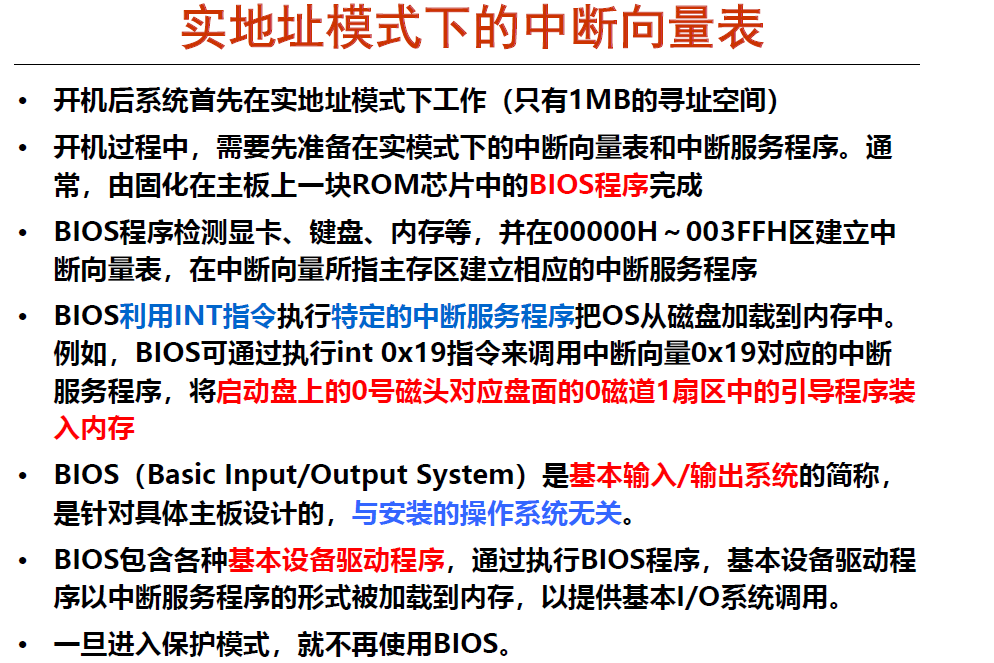 实地址模式下的中断向量表
• 开机后系统首先在实地址模式下工作（只有1MB的寻址空间）
• 开机过程中，需要先准备在实模式下的中断向量表和中断服务程序。通
常，由固化在主板上一块ROM芯片中的BIOS程序完成
• BIOS程序检测显卡、键盘、内存等，并在00000H～003FFH区建立中
断向量表，在中断向量所指主存区建立相应的中断服务程序
• BIOS利用INT指令执行特定的中断服务程序把OS从磁盘加载到内存中。
例如，BIOS可通过执行int 0x19指令来调用中断向量0x19对应的中断
服务程序，将启动盘上的0号磁头对应盘面的0磁道1扇区中的引导程序装
入内存
• BIOS（Basic Input/Output System）是基本输入/输出系统的简称，
是针对具体主板设计的，与安装的操作系统无关。
• BIOS包含各种基本设备驱动程序，通过执行BIOS程序，基本设备驱动程
序以中断服务程序的形式被加载到内存，以提供基本I/O系统调用。
• 一旦进入保护模式，就不再使用BIOS。